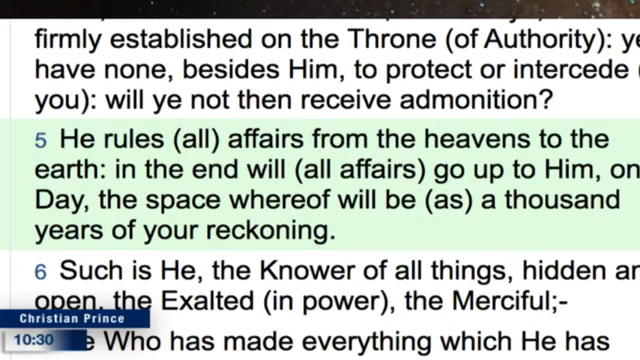 firmly established on the Throne (of Authority): ye
have none, besides Him, to protect or intercede (
you): will ye not then receive admonition?
5 He rules (all) affairs from the heavens to the
earth: in the end will (all affairs) go up to Him, on
Day, the space whereof will be (as) a thousand
years of your reckoning.
6 Such is He, the Knower of all things, hidden an
open, the Exalted (in power), the Merciful;-
Who has made everything which He has
Christian Prince
10:30